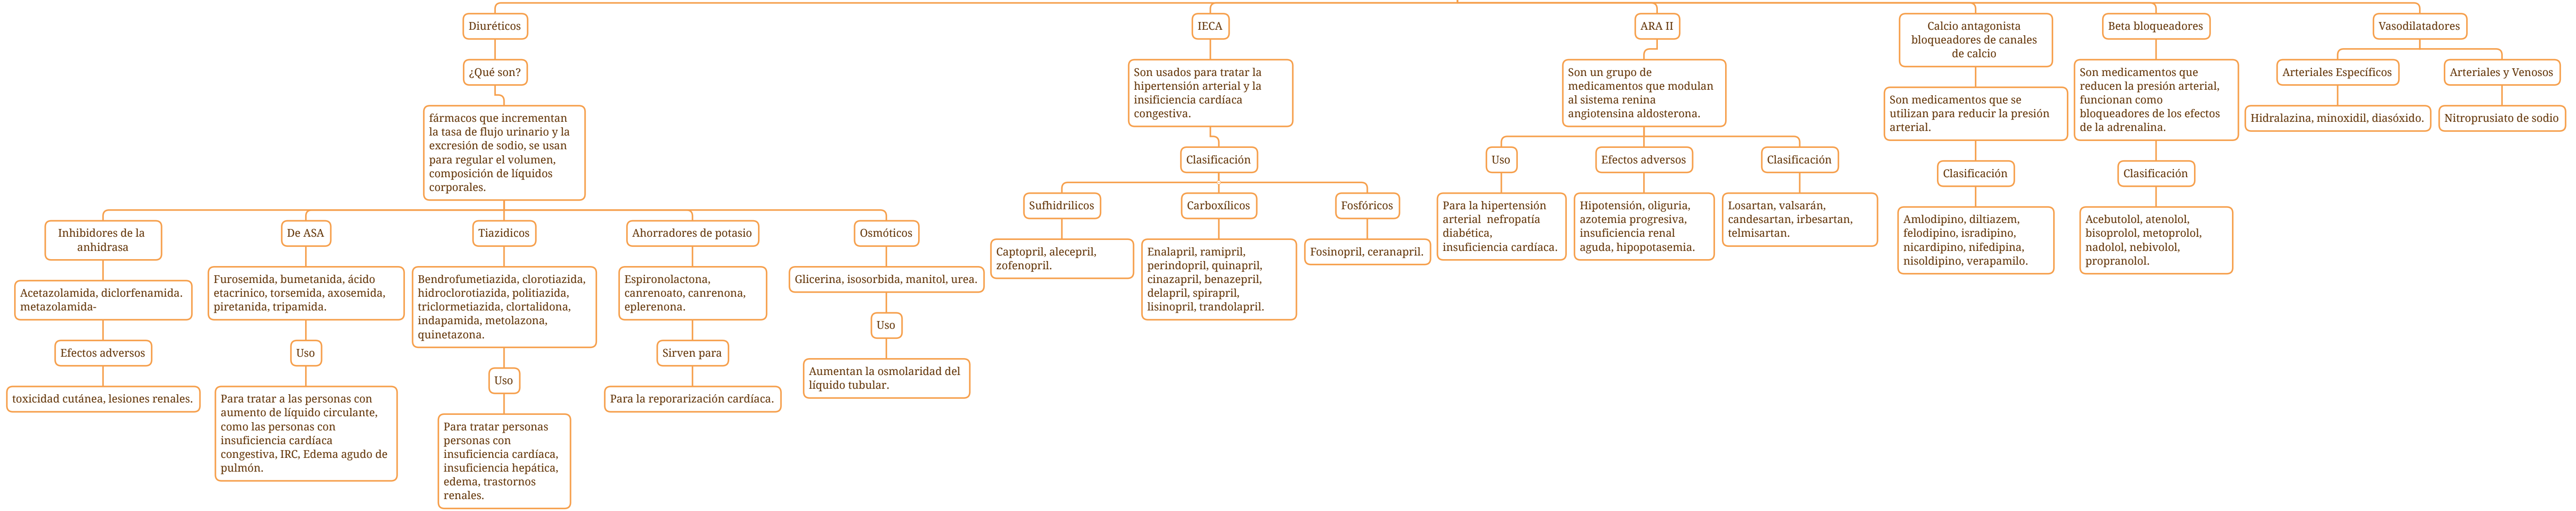 Diuréticos
¿Qué son?
fármacos que incrementan
la tasa de flujo urinario y la
excresión de sodio, se usan
para regular el volumen,
composición de líquidos
corporales.
Inhibidores de la
anhidrasa
Acetazolamida, diclorfenamida.
metazolamida-
Efectos adversos
toxicidad cutánea, lesiones renales.
De ASA
Furosemida, bumetanida, ácido
etacrinico, torsemida, axosemida,
piretanida, tripamida.
Uso
Para tratar a las personas con
aumento de líquido circulante,
como las personas con
insuficiencia cardíaca
congestiva, IRC, Edema agudo de
pulmón.
Tiazidicos
Bendrofumetiazida, clorotiazida,
hidroclorotiazida, politiazida,
triclormetiazida, clortalidona,
indapamida, metolazona,
quinetazona.
Uso
Para tratar personas
personas con
insuficiencia cardíaca,
insuficiencia hepática,
edema, trastornos
renales.
Ahorradores de potasio
Espironolactona,
canrenoato, canrenona,
eplerenona.
Sirven para
Para la reporarización cardíaca.
Osmóticos
Glicerina, isosorbida, manitol, urea.
Uso
Aumentan la osmolaridad del
líquido tubular.
IECA
Son usados para tratar la
hipertensión arterial y la
insificiencia cardíaca
congestiva.
Clasificación
Sufhidrilicos
Captopril, alecepril,
zofenopril.
Carboxílicos
Enalapril, ramipril,
perindopril, quinapril,
cinazapril, benazepril,
delapril, spirapril,
lisinopril, trandolapril.
Fosfóricos
Fosinopril, ceranapril.
ARA II
Son un grupo de
medicamentos que modulan
al sistema renina
angiotensina aldosterona.
Uso
Para la hipertensión
arterial nefropatía
diabética,
insuficiencia cardíaca.
Efectos adversos
Hipotensión, oliguria,
azotemia progresiva,
insuficiencia renal
aguda, hipopotasemia.
Clasificación
Losartan, valsarán,
candesartan, irbesartan,
telmisartan.
Calcio antagonista
bloqueadores de canales
de calcio
Son medicamentos que se
utilizan para reducir la presión
arterial.
Clasificación
Amlodipino, diltiazem,
felodipino, isradipino,
nicardipino, nifedipina,
nisoldipino, verapamilo.
Beta bloqueadores
Son medicamentos que
reducen la presión arterial,
funcionan como
bloqueadores de los efectos
de la adrenalina.
Clasificación
Acebutolol, atenolol,
bisoprolol, metoprolol,
nadolol, nebivolol,
propranolol.
Vasodilatadores
Arteriales Específicos
Hidralazina, minoxidil, diasóxido.
Arteriales y Venosos
Nitroprusiato de sodio